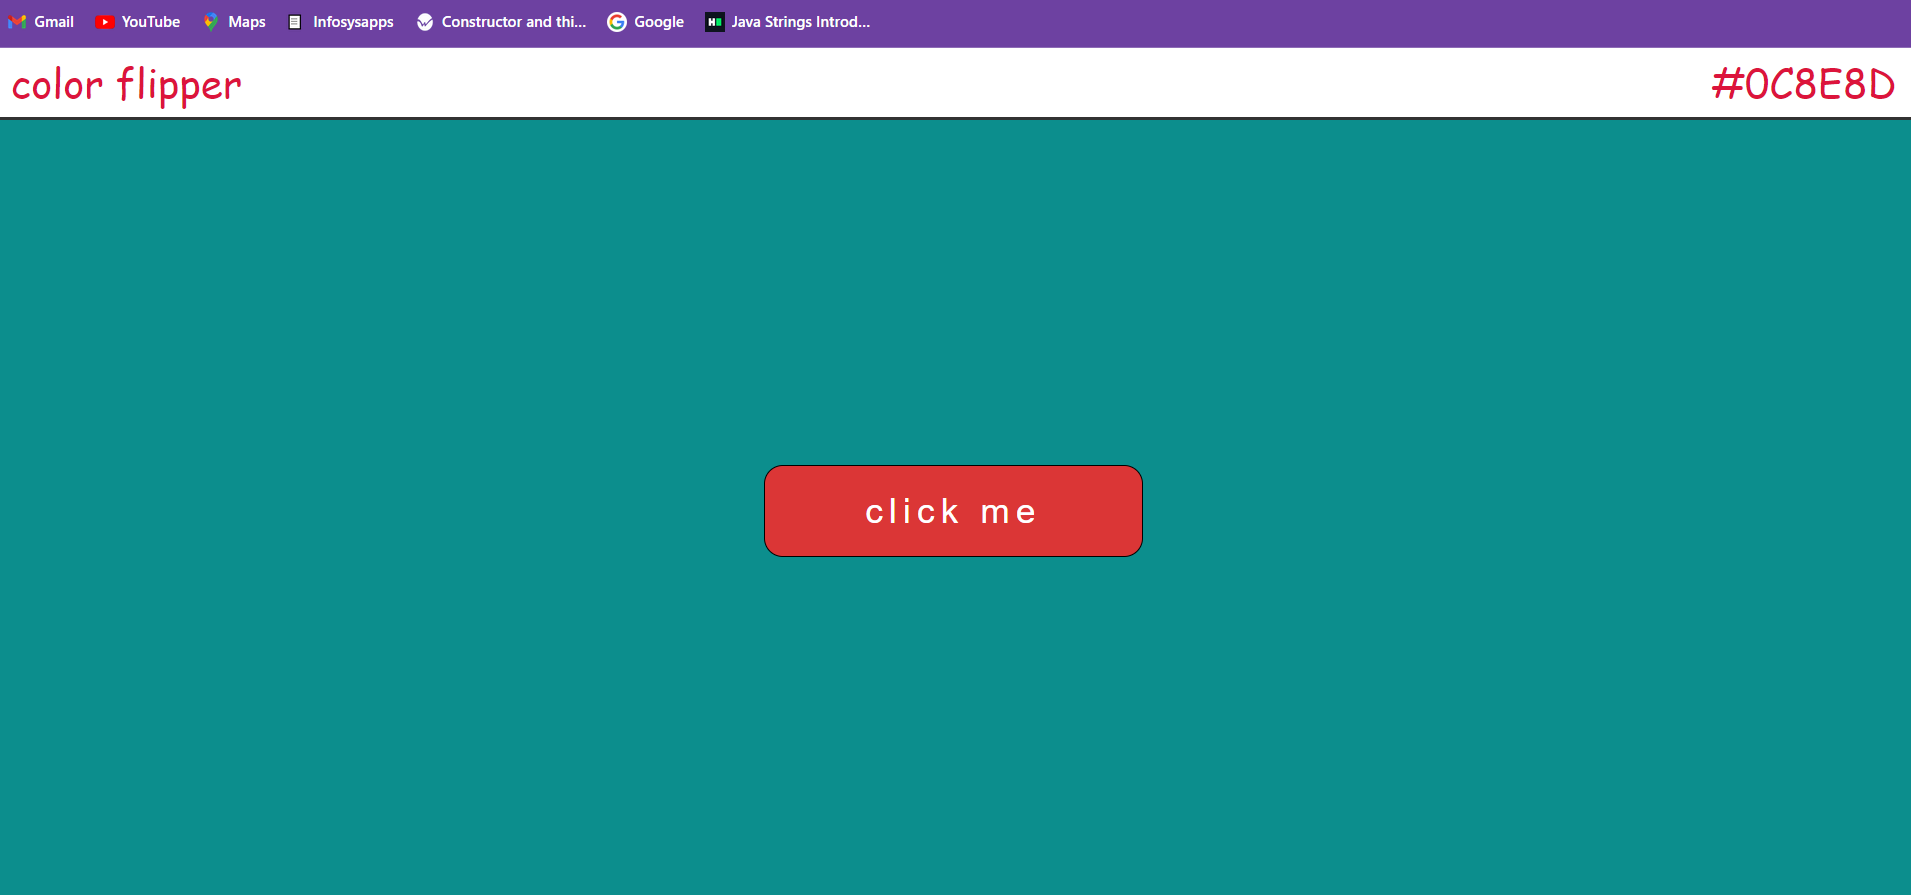 Gmail YouTube Maps Infosysapps Constructor and thi... Google Java Strings Introd...
color flipper #0C8E8D
click me